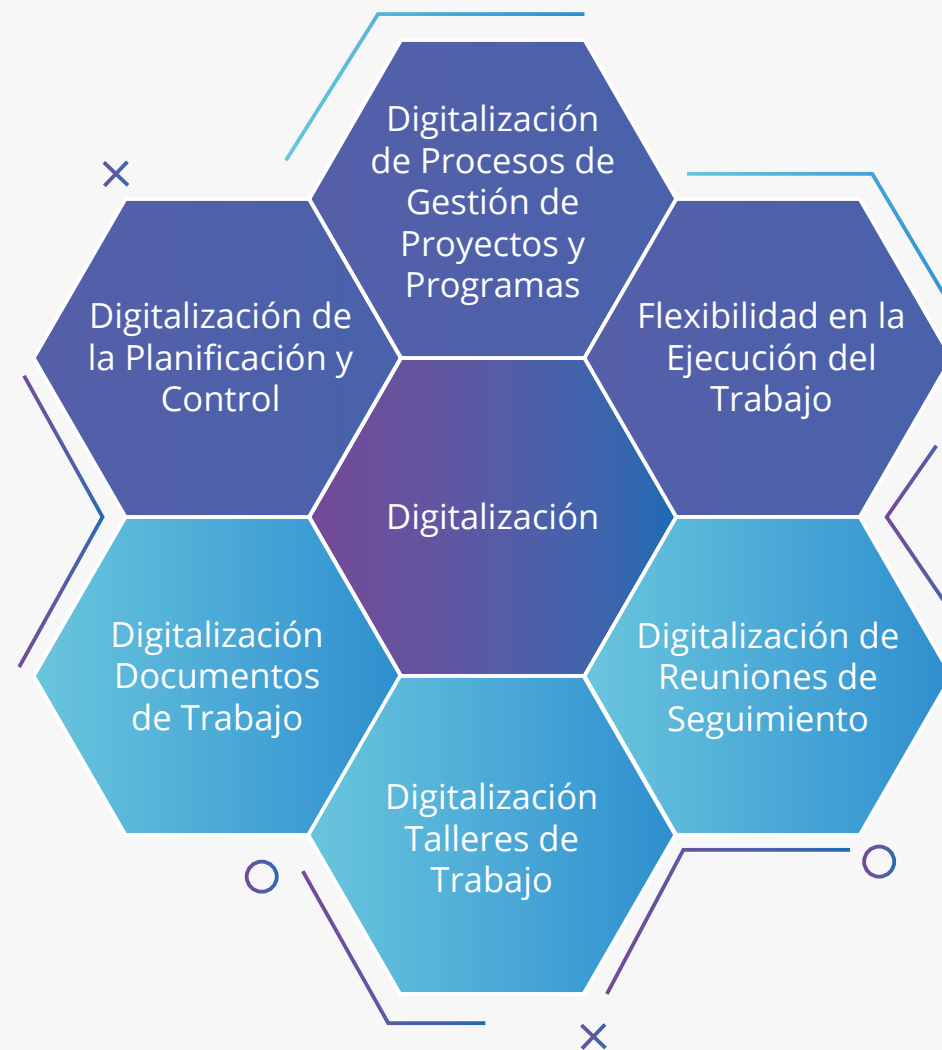 Digitalización
de Procesos de
Gestión de
Proyectos y
Programas
Digitalización de
la Planificación y
Control
Flexibilidad en la
Ejecución del
Trabajo
Digitalización
Digitalización
Documentos
de Trabajo
Digitalización de
Reuniones de
Seguimiento
Digitalización
Talleres de
Trabajo